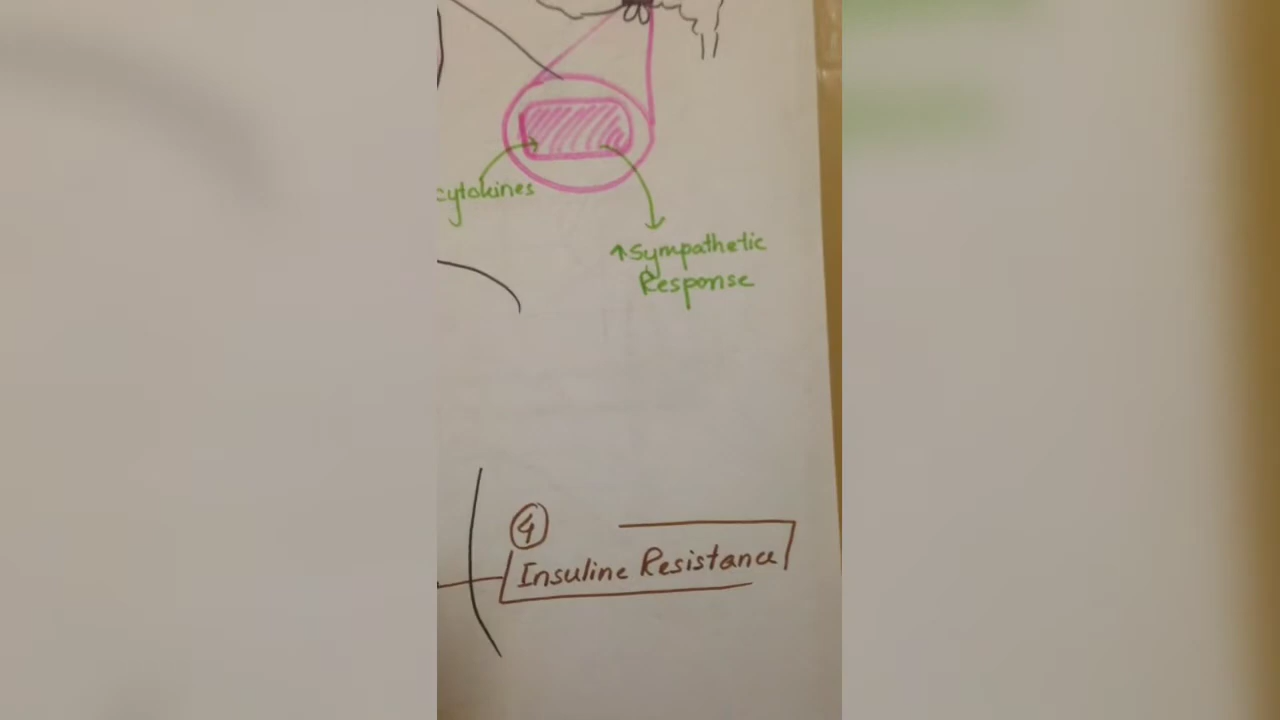 cytokines
↑Sympathetic
Response
4
Insuline Resistance